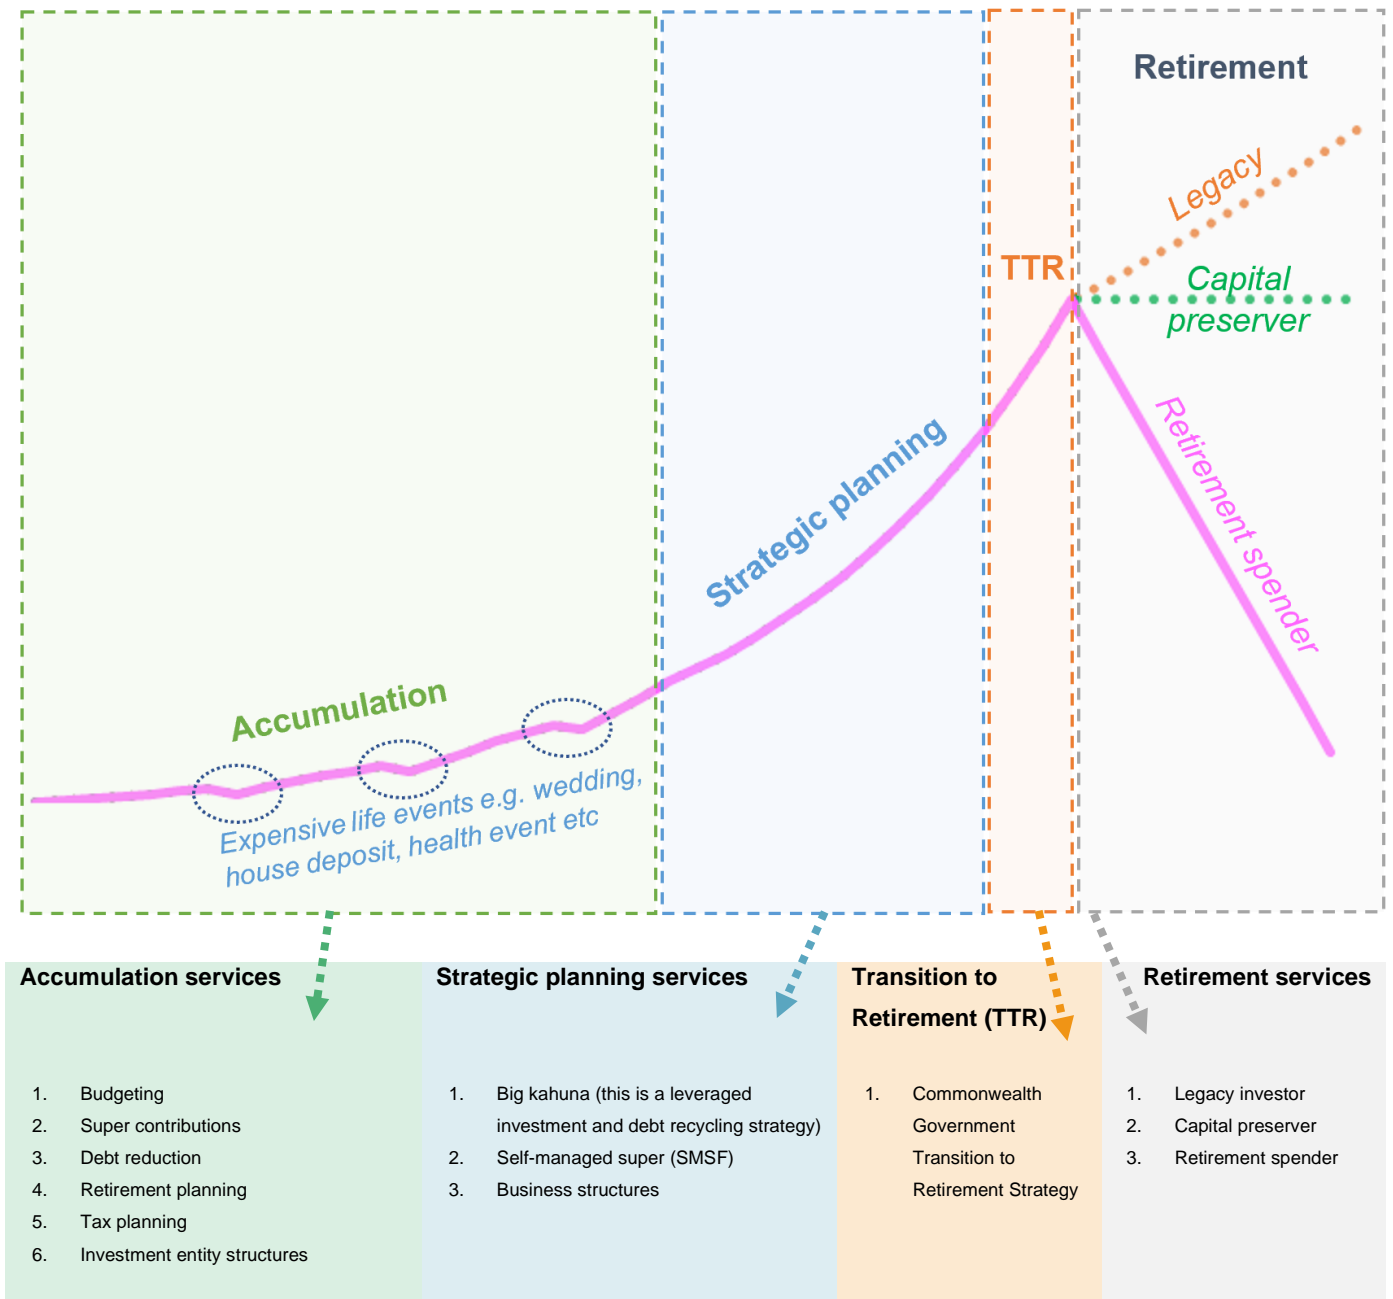 Retirement
Legacy
TTR
Capital
preserver
Strategic planning
Retirement spender
Accumulation
Expensive life events e.g. wedding,
house deposit, health event etc
Accumulation services
1. Budgeting
2. Super contributions
3. Debt reduction
4. Retirement planning
5. Tax planning
6. Investment entity structures
Strategic planning services
1. Big kahuna (this is a leveraged
investment and debt recycling strategy)
2. Self-managed super (SMSF)
3. Business structures
Transition to
Retirement (TTR)
1. Commonwealth
Government
Transition to
Retirement Strategy
Retirement services
1. Legacy investor
2. Capital preserver
3. Retirement spender